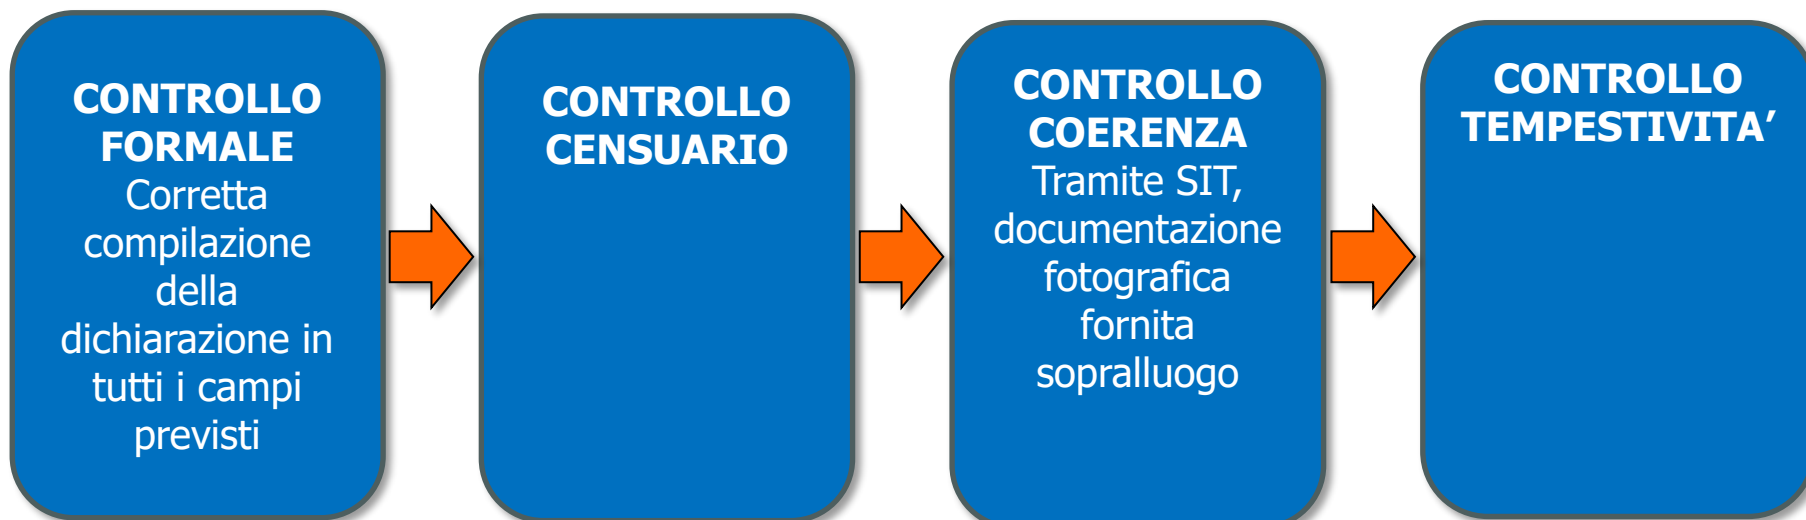 CONTROLLO
FORMALE
Corretta
compilazione
della
dichiarazione in
tutti i campi
previsti
CONTROLLO
CENSUARIO
CONTROLLO
COERENZA
Tramite SIT,
documentazione
fotografica
fornita
sopralluogo
CONTROLLO
TEMPESTIVITA’